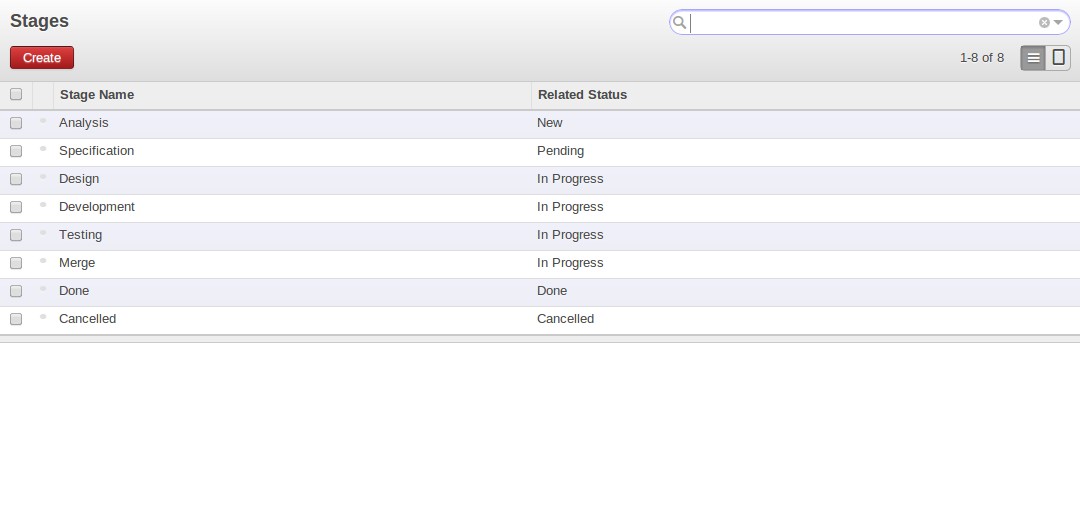 Stages
Create
1-8 of 8
Stage Name Related Status
Analysis New
Specification Pending
Design In Progress
Development In Progress
Testing In Progress
Merge In Progress
Done Done
Cancelled Cancelled